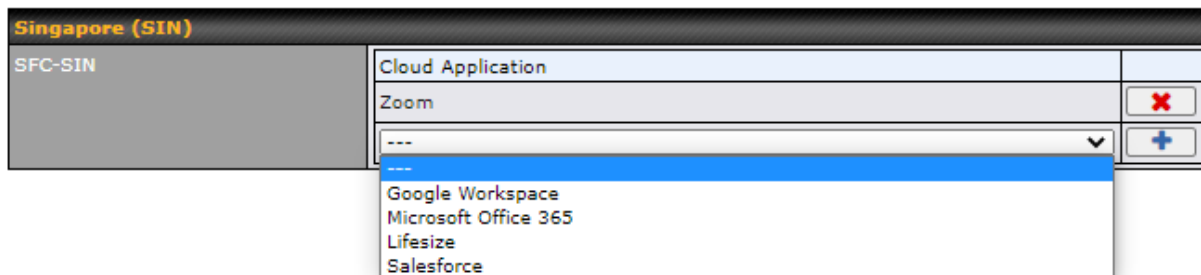 Singapore (SIN)
SFC-SIN
Cloud Application
Zoom
---
---
Google Workspace
Microsoft Office 365
Lifesize
Salesforce